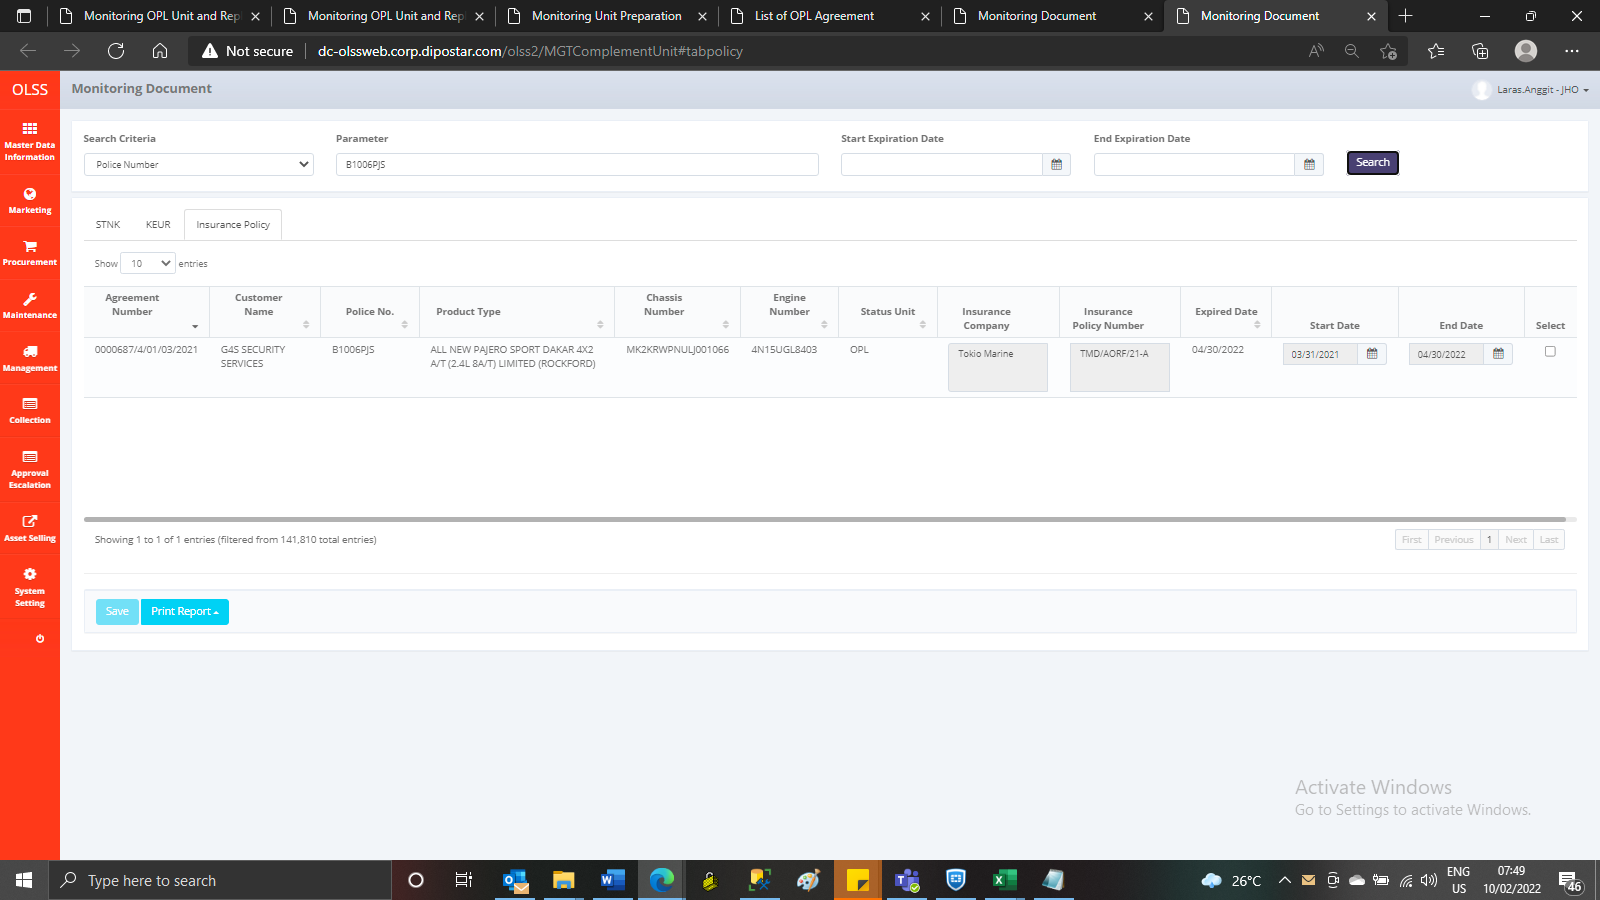 Monitoring OPL Unit and Rep
Monitoring OPL Unit and Rep
Monitoring Unit Preparation
List of OPL Agreement
Monitoring Document
Monitoring Document
Not secure
dc-olssweb.corp.dipostar.com/olss2/MGTComplementUnit#tabpolicy
OLSS
Monitoring Document
Laras.Anggit - JHO
Master Data
Information
Marketing
Procurement
Maintenance
Management
Collection
Approval
Escalation
Asset Selling
System
Setting
Search Criteria
Parameter
Start Expiration Date
End Expiration Date
Police Number
B1006PJS
Search
STNK
KEUR
Insurance Policy
Show 10 entries
Agreement
Number
Customer
Name
Police No.
Product Type
Chassis
Number
Engine
Number
Status Unit
Insurance
Company
Insurance
Policy Number
Expired Date
Start Date
End Date
Select
0000687/4/01/03/2021
G4S SECURITY
SERVICES
B1006PJS
ALL NEW PAJERO SPORT DAKAR 4X2
A/T (2.4L 8A/T) LIMITED (ROCKFORD)
MK2KRWPNULJ001066
4N15UGL8403
OPL
Tokio Marine
TMD/AORF/21-A
04/30/2022
03/31/2021
04/30/2022
Showing 1 to 1 of 1 entries (filtered from 141,810 total entries)
First
Previous
1
Next
Last
Save
Print Report
Activate Windows
Go to Settings to activate Windows.
Type here to search
26°C
ENG
US
07:49
10/02/2022
46